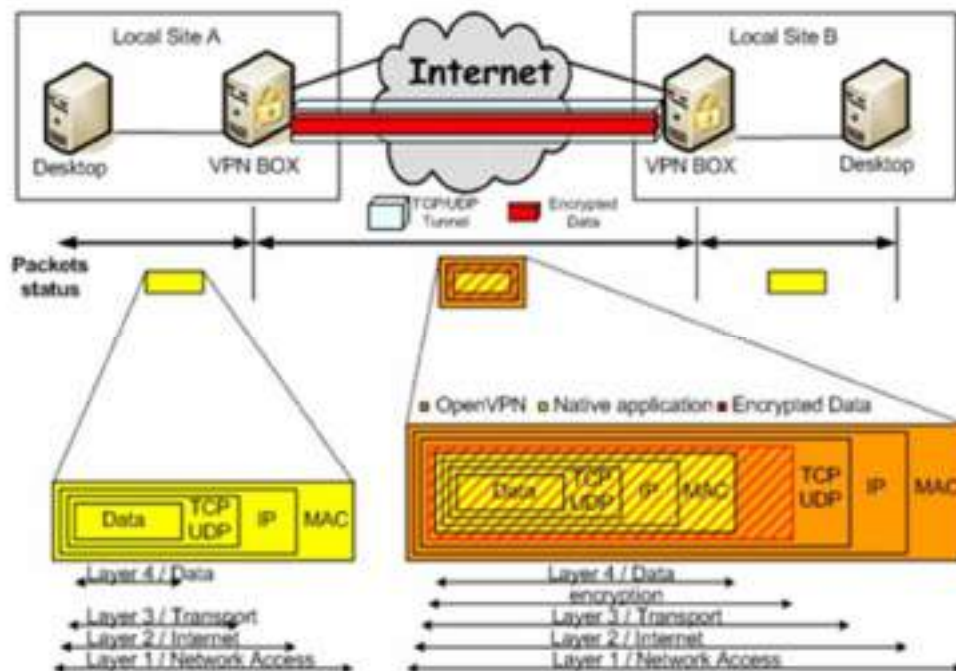 Local Site A
Local Site B
Internet
Desktop
VPN BOX
VPN BOX
Desktop
TCP/UDP
Tunnel
Encrypted
Data
Packets
status
OpenVPN
Native application
Encrypted Data
Data
TCP
UDP
IP
MAC
Data
TCP
UDP
IP
MAC
TCP
UDP
IP
MAC
Layer 4 / Data
Layer 3 / Transport
Layer 2 / Internet
Layer 1 / Network Access
Layer 4 / Data
encryption
Layer 3 / Transport
Layer 2 / Internet
Layer 1 / Network Access